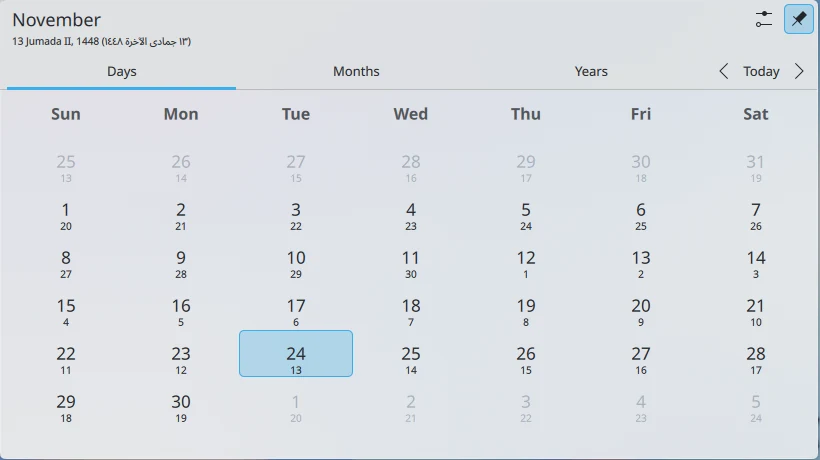 November
13 Jumada II, 1448 (١٣ جمادى الآخرة ١٤٤٨)
Days Months Years Today
Sun Mon Tue Wed Thu Fri Sat
25 26 27 28 29 30 31
13 14 15 16 17 18 19
1 2 3 4 5 6 7
20 21 22 23 24 25 26
8 9 10 11 12 13 14
27 28 29 30 1 2 3
15 16 17 18 19 20 21
4 5 6 7 8 9 10
22 23 24 25 26 27 28
11 12 13 14 15 16 17
29 30 1 2 3 4 5
18 19 20 21 22 23 24